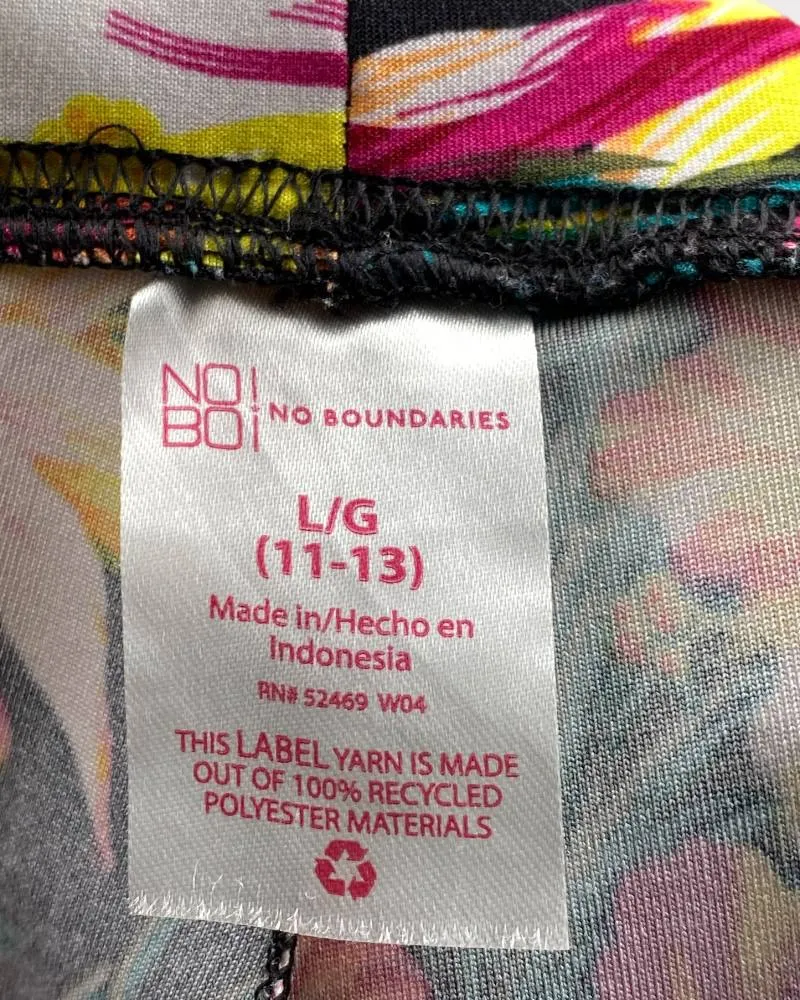 NO!
BO¡
NO BOUNDARIES
L/G
(11-13)
Made in/Hecho en
Indonesia
RN# 52469 W04
THIS LABEL YARN IS MADE
OUT OF 100% RECYCLED
POLYESTER MATERIALS